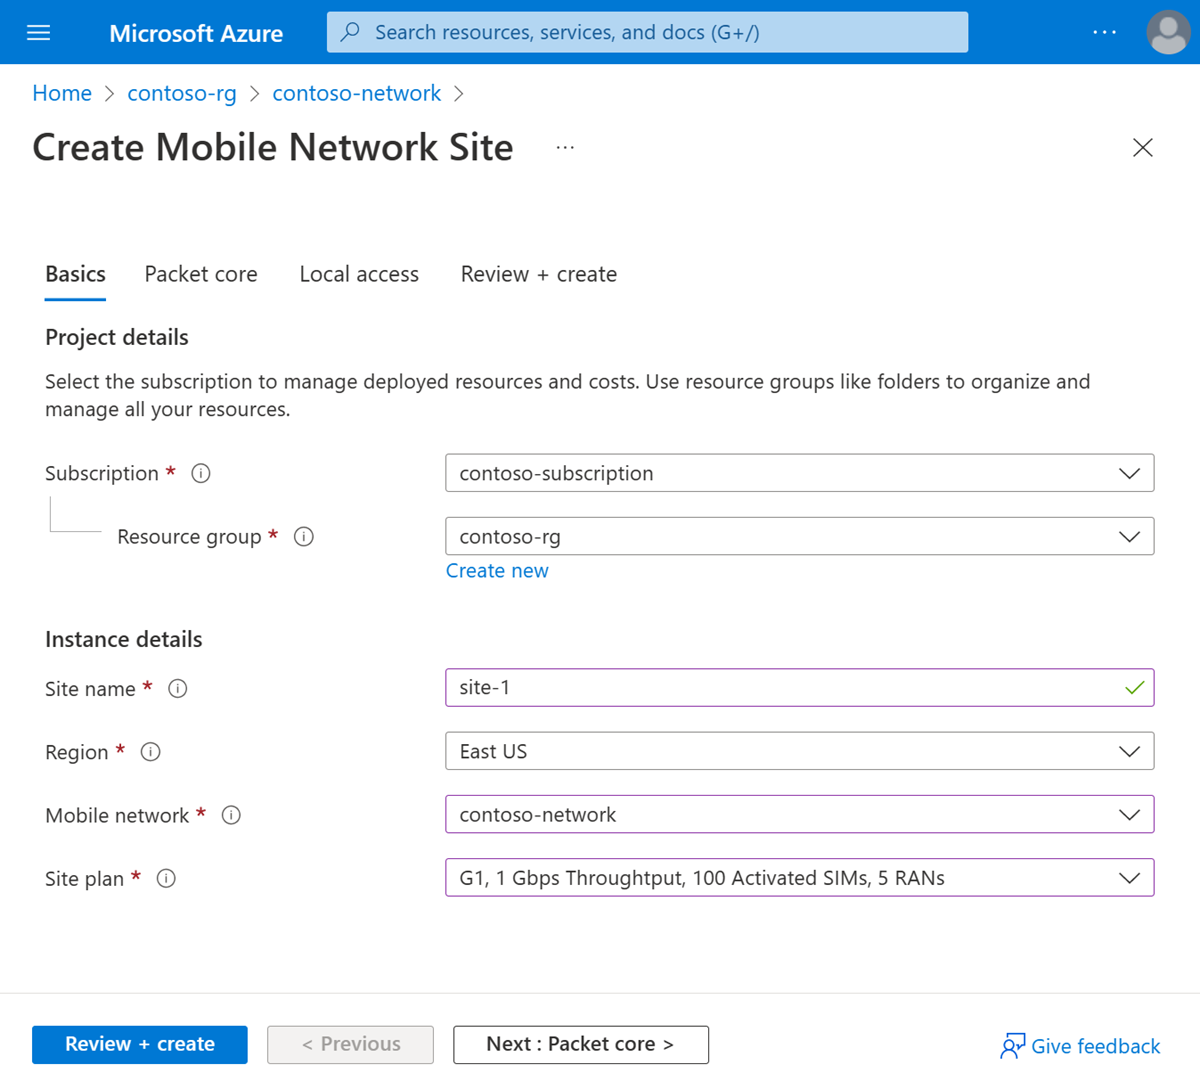 Microsoft Azure
Search resources, services, and docs (G+/)
Home > contoso-rg > contoso-network >
Create Mobile Network Site ...
Basics Packet core Local access Review + create
Project details
Select the subscription to manage deployed resources and costs. Use resource groups like folders to organize and
manage all your resources.
Subscription * contoso-subscription
Resource group * contoso-rg
Create new
Instance details
Site name * site-1
Region * East US
Mobile network * contoso-network
Site plan * G1, 1 Gbps Throughtput, 100 Activated SIMs, 5 RANs
Review + create < Previous Next : Packet core > Give feedback